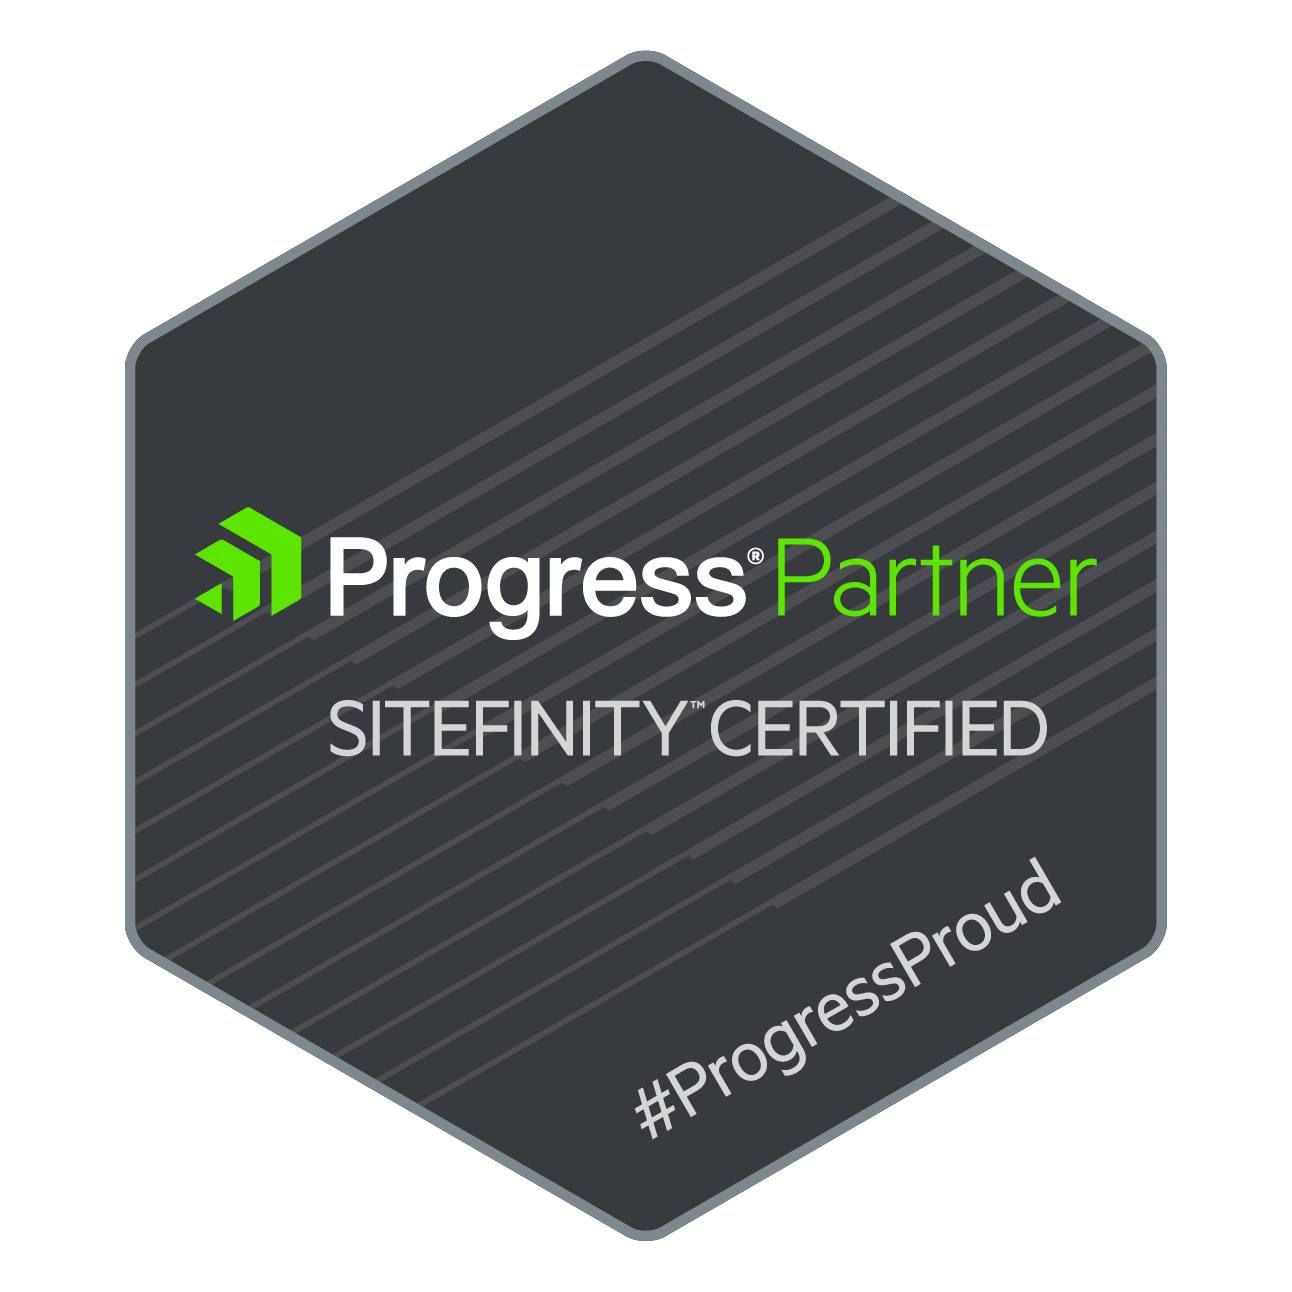 Progress® Partner
SITEFINITY™ CERTIFIED
#ProgressProud